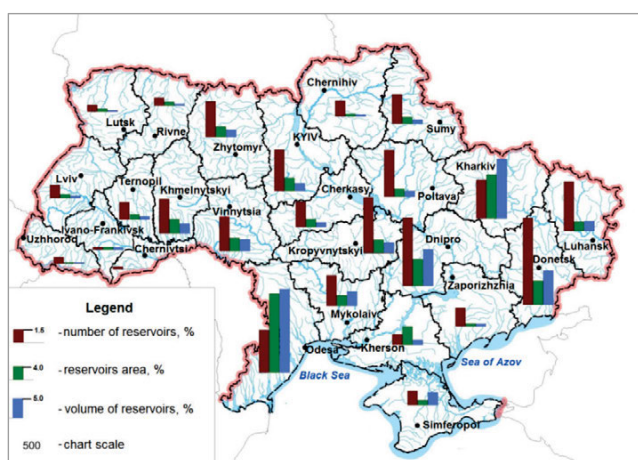 Chernihiv
Lutsk
Rivne
Zhytomyr
KYIV
Sumy
Lviv
Ternopil
Khmelnytskyi
Vinnytsia
Cherkasy
Poltava
Kharkiv
Uzhhorod
Ivano-Frankivsk
Chernivtsi
Kropyvnytskyi
Dnipro
Donetsk
Luhansk
Zaporizhzhia
Mykolaiv
Odesa
Kherson
Black Sea
Sea of Azov
Simferopol
Legend
1.5 - number of reservoirs, %
4.0 - reservoirs area, %
5.0 - volume of reservoirs, %
500 - chart scale